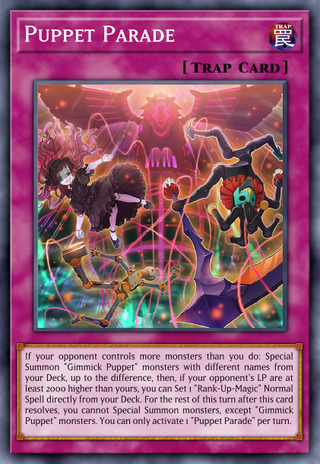 Puppet Parade
TRAP
罠
[Trap Card]
If your opponent controls more monsters than you do: Special
Summon "Gimmick Puppet" monsters with different names from
your Deck, up to the difference, then, if your opponent's LP are at
least 2000 higher than yours, you can Set 1 "Rank-Up-Magic" Normal
Spell directly from your Deck. For the rest of this turn after this card
resolves, you cannot Special Summon monsters, except "Gimmick
Puppet" monsters. You can only activate 1 "Puppet Parade" per turn.